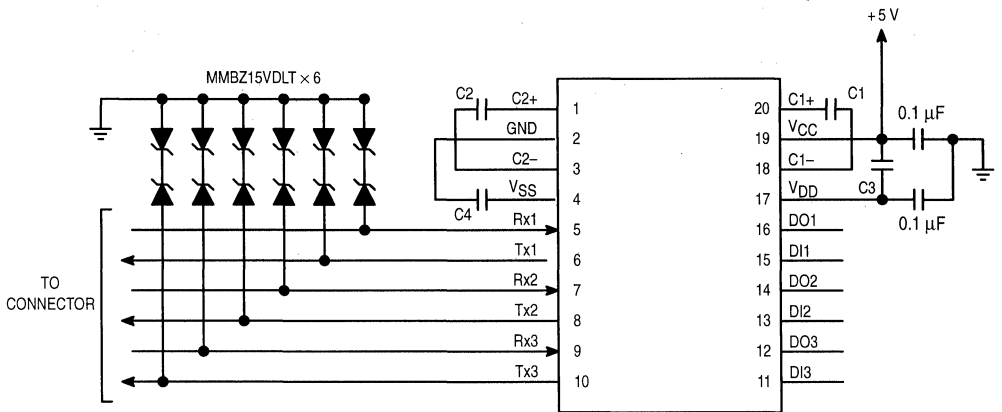 +5 V
MMBZ15VDLT × 6
C2
C2+
1
20
C1+
C1
0.1 µF
GND
2
19
VCC
C2–
3
18
C1–
C4
VSS
4
17
VDD
C3
0.1 µF
Rx1
5
16
DO1
Tx1
6
15
DI1
TO
CONNECTOR
Rx2
7
14
DO2
Tx2
8
13
DI2
Rx3
9
12
DO3
Tx3
10
11
DI3